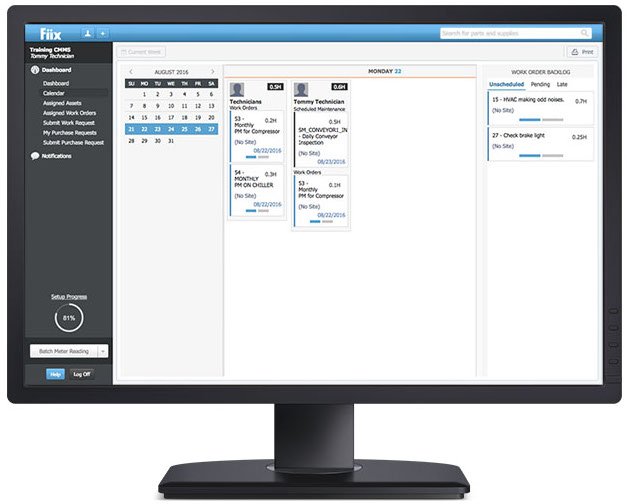 fiix
Search for parts and supplies
Training CMMS
Tommy Technician
Dashboard
Dashboard
Calendar
Assigned Assets
Assigned Work Orders
Submit Work Request
My Purchase Requests
Submit Purchase Request
Notifications
Setup Progress
81%
Batch Meter Reading
Help
Log Off
Current Week
Print
AUGUST 2016
SU MO TU WE TH FR SA
1 2 3 4 5 6
7 8 9 10 11 12 13
14 15 16 17 18 19 20
21 22 23 24 25 26 27
28 29 30 31
MONDAY 22
0.5H
Technicians
Work Orders
53 - 0.2H
Monthly
PM for Compressor
(No Site)
08/22/2016
54 - 0.3H
MONTHLY
PM ON CHILLER
(No Site)
08/22/2016
0.6H
Tommy Technician
Scheduled Maintenance
0.5H
SM_CONVEYOR1_IN
- Daily Conveyor
Inspection
(No Site)
08/23/2016
Work Orders
53 - 0.1H
Monthly
PM for Compressor
(No Site)
08/22/2016
WORK ORDER BACKLOG
Unscheduled Pending Late
15 - HVAC making odd noises. 0.7H
(No Site)
27 - Check brake light 0.25H
(No Site)